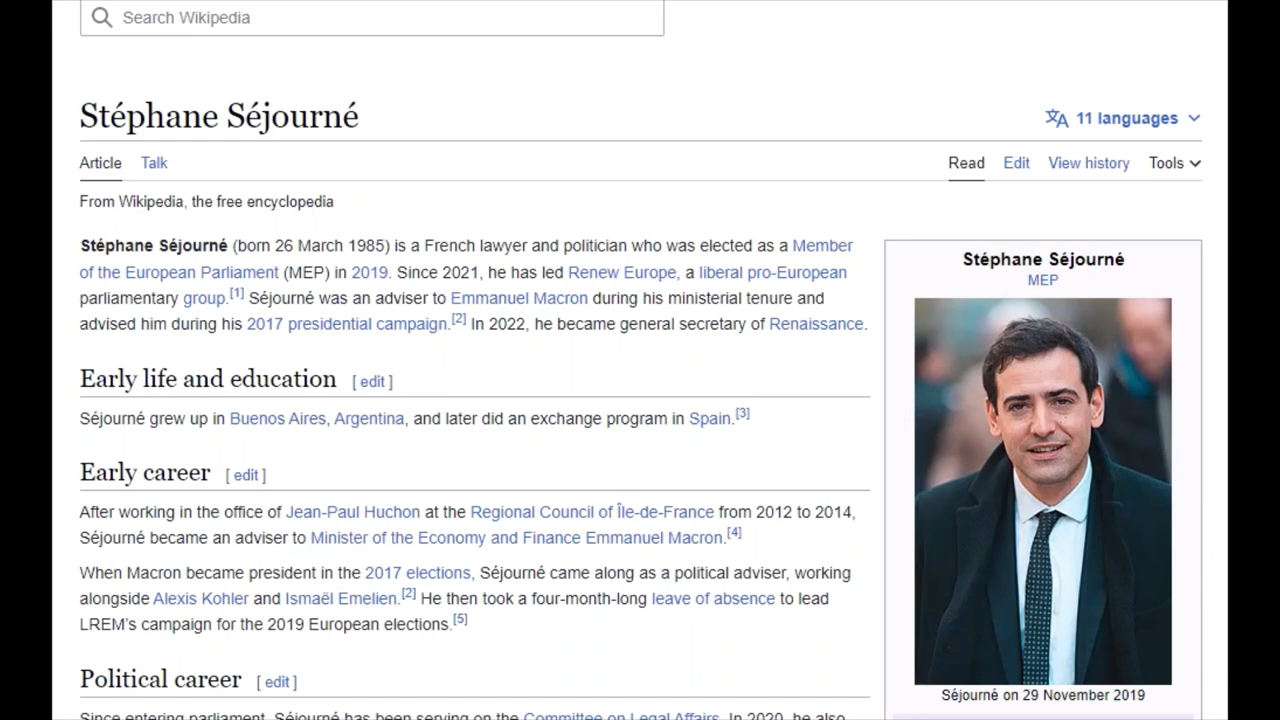 Search Wikipedia
Stéphane Séjourné
11 languages
Article Talk
Read Edit View history Tools
From Wikipedia, the free encyclopedia
Stéphane Séjourné (born 26 March 1985) is a French lawyer and politician who was elected as a Member
of the European Parliament (MEP) in 2019. Since 2021, he has led Renew Europe, a liberal pro-European
parliamentary group.[1] Séjourné was an adviser to Emmanuel Macron during his ministerial tenure and
advised him during his 2017 presidential campaign.[2] In 2022, he became general secretary of Renaissance.
Early life and education [ edit ]
Séjourné grew up in Buenos Aires, Argentina, and later did an exchange program in Spain.[3]
Early career [ edit ]
After working in the office of Jean-Paul Huchon at the Regional Council of Île-de-France from 2012 to 2014,
Séjourné became an adviser to Minister of the Economy and Finance Emmanuel Macron.[4]
When Macron became president in the 2017 elections, Séjourné came along as a political adviser, working
alongside Alexis Kohler and Ismaël Emelien.[2] He then took a four-month-long leave of absence to lead
LREM's campaign for the 2019 European elections.[5]
Political career [ edit ]
Since entering parliament, Séjourné has been serving on the Committee on Legal Affairs. In 2020, he also
Stéphane Séjourné
MEP
Séjourné on 29 November 2019